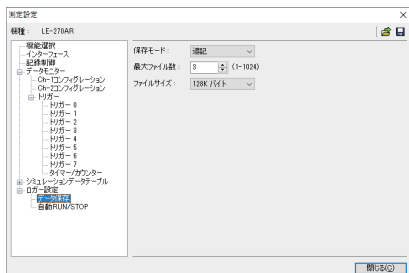 測定設定
機種： LE-270AR
機能選択
インターフェース
記録制御
データモニター
Ch-1コンフィグレーション
Ch-2コンフィグレーション
トリガー
トリガー 0
トリガー 1
トリガー 2
トリガー 3
トリガー 4
トリガー 5
トリガー 6
トリガー 7
タイマー/カウンター
シミュレーションデータテーブル
ロガー設定
データ保存
自動RUN/STOP
保存モード： 追記
最大ファイル数： 3 (1-1024)
ファイルサイズ： 128K バイト
閉じる(C)